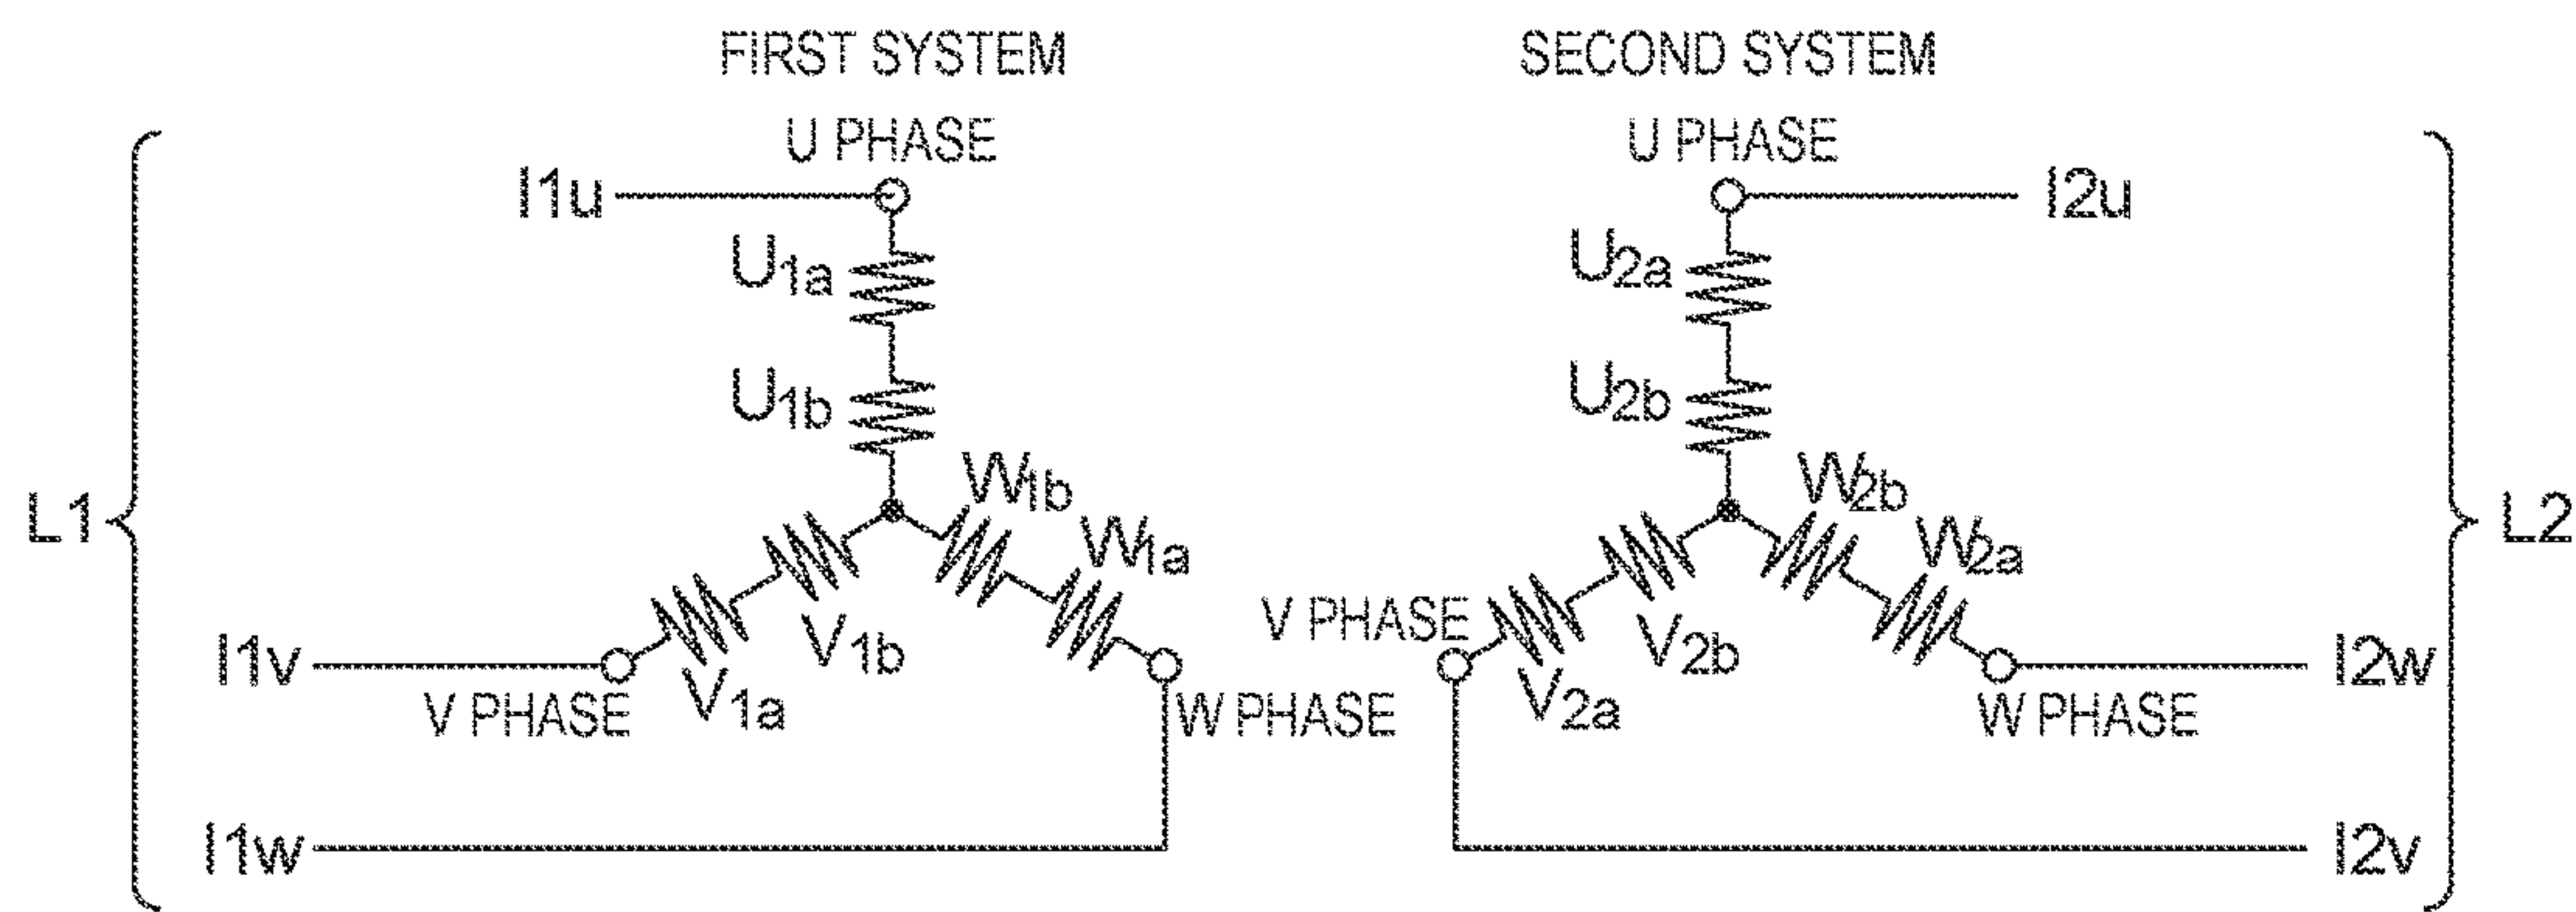 FIRST SYSTEM SECOND SYSTEM
U PHASE U PHASE
I1u I2u
U1a U2a
U1b U2b
W1b W2b
L1 W1a W2a L2
V PHASE
I1v V1b V2b I2w
V PHASE V1a W PHASE V2a W PHASE
I1w I2v